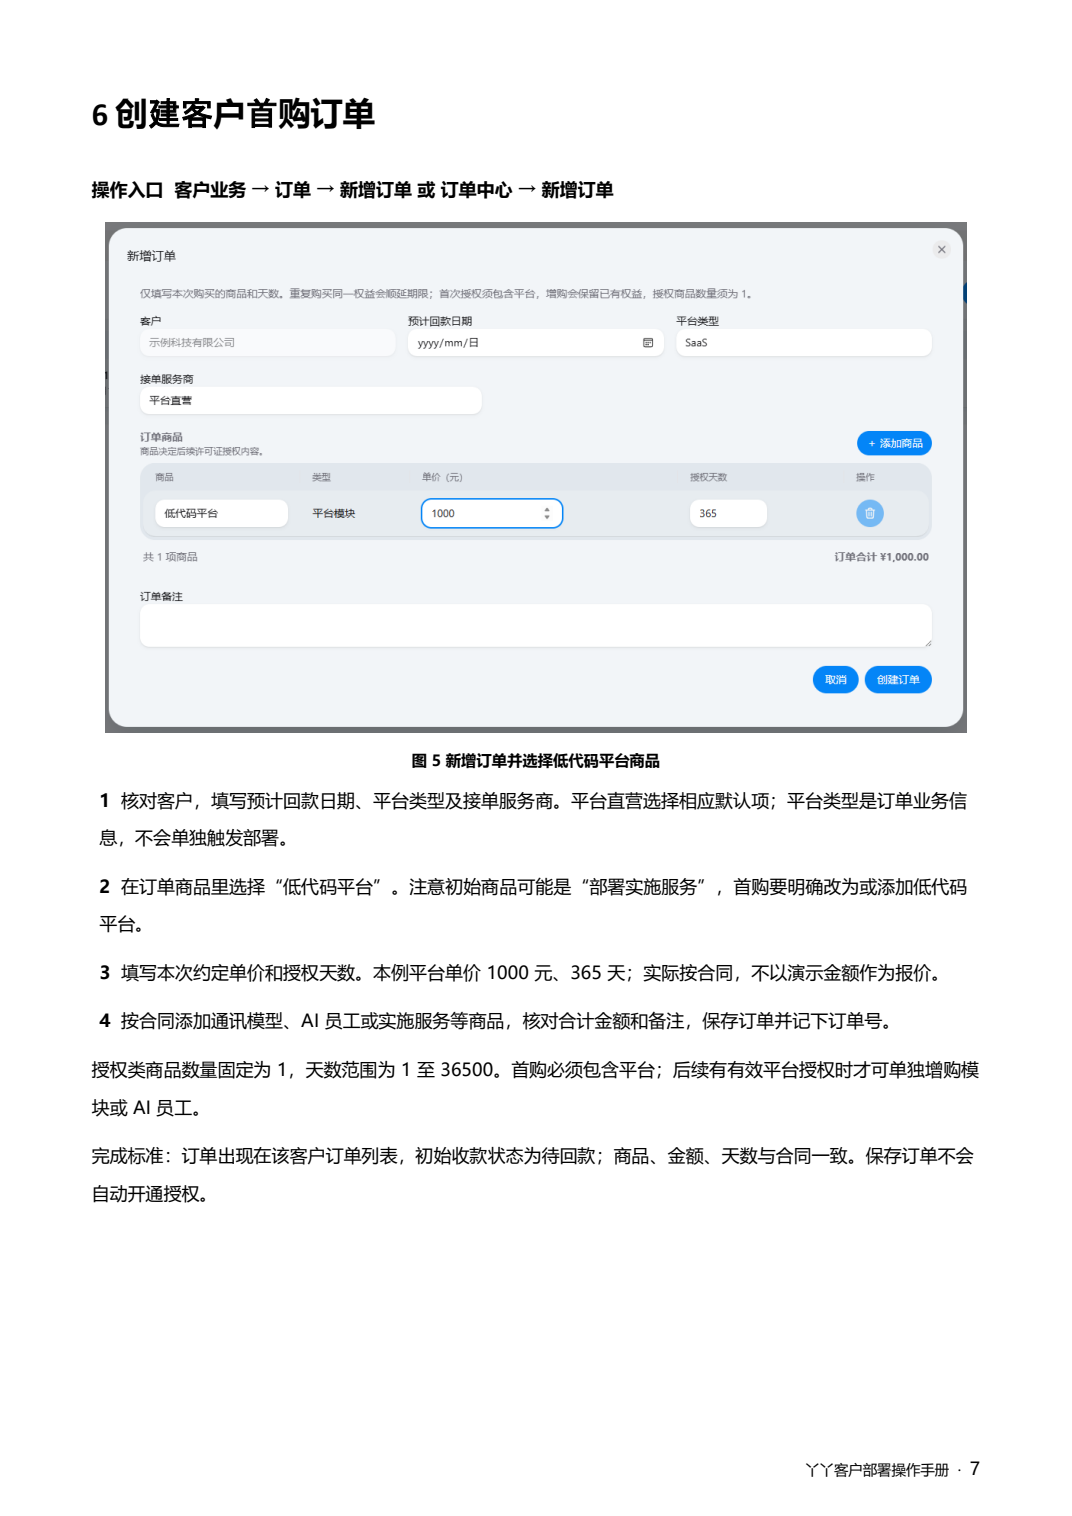 6 创建客户首购订单
操作入口 客户业务 → 订单 → 新增订单 或 订单中心 → 新增订单
新增订单
仅填写本次购买的商品和天数。重复购买同一权益会顺延期限；首次授权须包含平台，增购会保留已有权益，授权商品数量须为 1。
客户 预计回款日期 平台类型
示例科技有限公司 yyyy/mm/日 SaaS
接单服务商
平台直营
订单商品
商品决定后续许可证授权内容。
+ 添加商品
商品 类型 单价（元） 授权天数 操作
低代码平台 平台模块 1000 365
共 1 项商品 订单合计 ¥1,000.00
订单备注
取消 创建订单
图 5 新增订单并选择低代码平台商品
1 核对客户，填写预计回款日期、平台类型及接单服务商。平台直营选择相应默认项；平台类型是订单业务信
息，不会单独触发部署。
2 在订单商品里选择“低代码平台”。注意初始商品可能是“部署实施服务”，首购要明确改为或添加低代码
平台。
3 填写本次约定单价和授权天数。本例平台单价 1000 元、365 天；实际按合同，不以演示金额作为报价。
4 按合同添加通讯模型、AI 员工或实施服务等商品，核对合计金额和备注，保存订单并记下订单号。
授权类商品数量固定为 1，天数范围为 1 至 36500。首购必须包含平台；后续有有效平台授权时才可单独增购模
块或 AI 员工。
完成标准：订单出现在该客户订单列表，初始收款状态为待回款；商品、金额、天数与合同一致。保存订单不会
自动开通授权。
丫丫客户部署操作手册 · 7